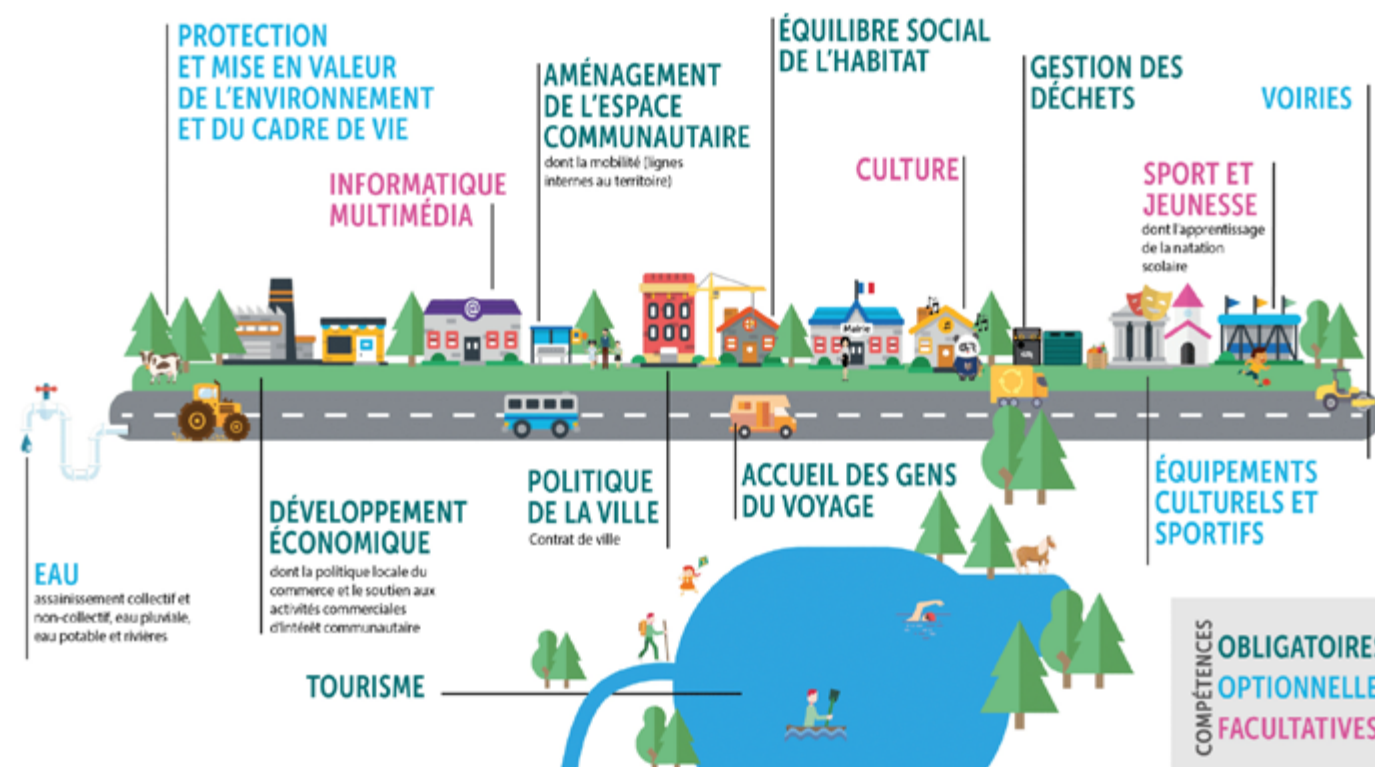 PROTECTION
ET MISE EN VALEUR
DE L'ENVIRONNEMENT
ET DU CADRE DE VIE
INFORMATIQUE
MULTIMÉDIA
AMÉNAGEMENT
DE L'ESPACE
COMMUNAUTAIRE
dont la mobilité (lignes
internes au territoire)
ÉQUILIBRE SOCIAL
DE L'HABITAT
CULTURE
GESTION DES
DÉCHETS
VOIRIES
SPORT ET
JEUNESSE
dont l'apprentissage
de la natation
scolaire
@
Mairie
EAU
assainissement collectif et
non-collectif, eau pluviale,
eau potable et rivières
DÉVELOPPEMENT
ÉCONOMIQUE
dont la politique locale du
commerce et le soutien aux
activités commerciales
d'intérêt communautaire
POLITIQUE
DE LA VILLE
Contrat de ville
ACCUEIL DES GENS
DU VOYAGE
ÉQUIPEMENTS
CULTURELS ET
SPORTIFS
TOURISME
COMPÉTENCES
OBLIGATOIRES
OPTIONNELLE
FACULTATIVES